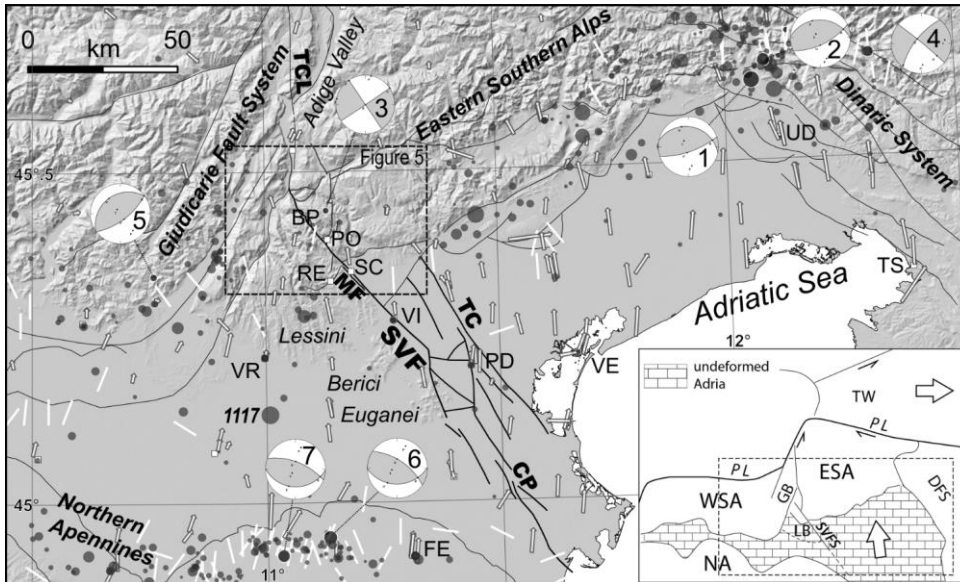 0 50
km
TCL
Adige Valley
Giudicarie Fault System
Eastern Southern Alps
Dinaric System
2
4
3
1
5
Figure 5
UD
45°.5
BP
PO
RE
SC
MF
TS
Adriatic Sea
VI
TC
Lessini
SVF
12°
VR
PD
VE
Berici
1117
Euganei
7
6
CP
45°
Northern
Apennines
FE
11°
undeformed
Adria
TW
PL
PL
WSA
GB
ESA
DFS
LB
SVFS
NA